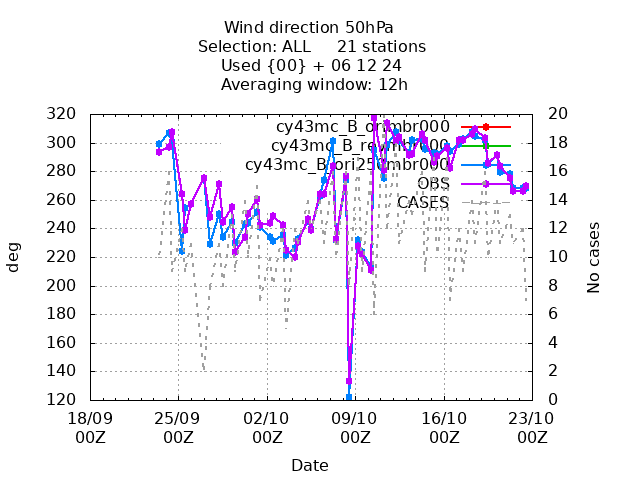 Wind direction 50hPa
Selection: ALL 21 stations
Used {00} + 06 12 24
Averaging window: 12h
320 20
300 18
280 16
260 14
240 12
220 10
200 8
180 6
160 4
140 2
120 0
deg
No cases
cy43mc_B_ori
cy43mc_B_ori250
OBS
CASES
18/09 25/09 02/10 09/10 16/10 23/10
00Z 00Z 00Z 00Z 00Z 00Z
Date